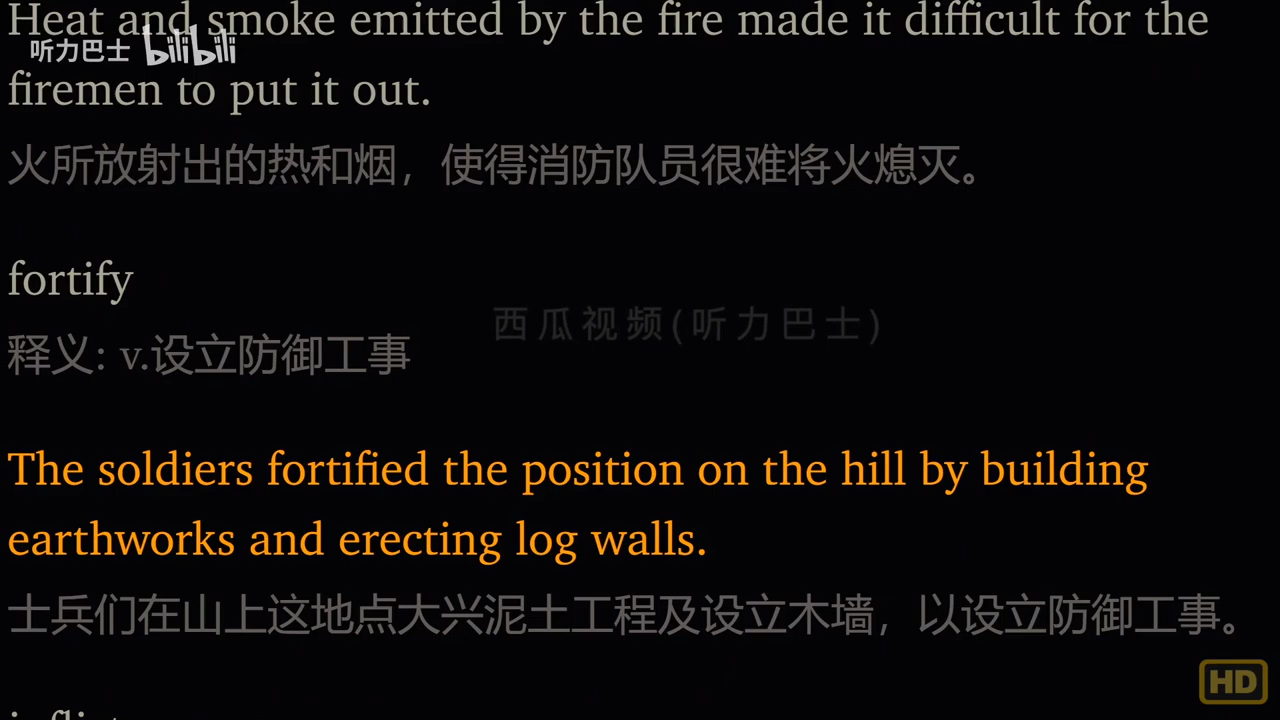 Heat and smoke emitted by the fire made it difficult for the
听力巴士 bilibili
firemen to put it out.
火所放射出的热和烟，使得消防队员很难将火熄灭。
fortify
西瓜视频(听力巴士)
释义: v.设立防御工事
The soldiers fortified the position on the hill by building
earthworks and erecting log walls.
士兵们在山上这地点大兴泥土工程及设立木墙，以设立防御工事。
HD